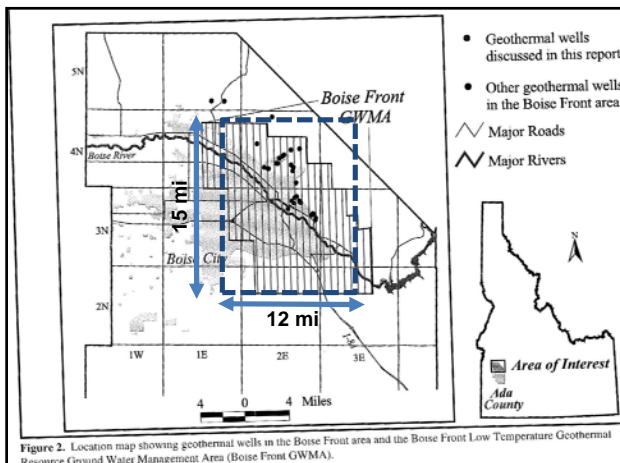 5N
4N
3N
2N
Boise Front
GWMA
Boise River
Boise City
15 mi
12 mi
I-84
1W
1E
2E
3E
4
0
4
Miles
Geothermal wells
discussed in this report
Other geothermal wells
in the Boise Front area
Major Roads
Major Rivers
N
Area of Interest
Ada
County
Figure 2. Location map showing geothermal wells in the Boise Front area and the Boise Front Low Temperature Geothermal
Resource Ground Water Management Area (Boise Front GWMA).